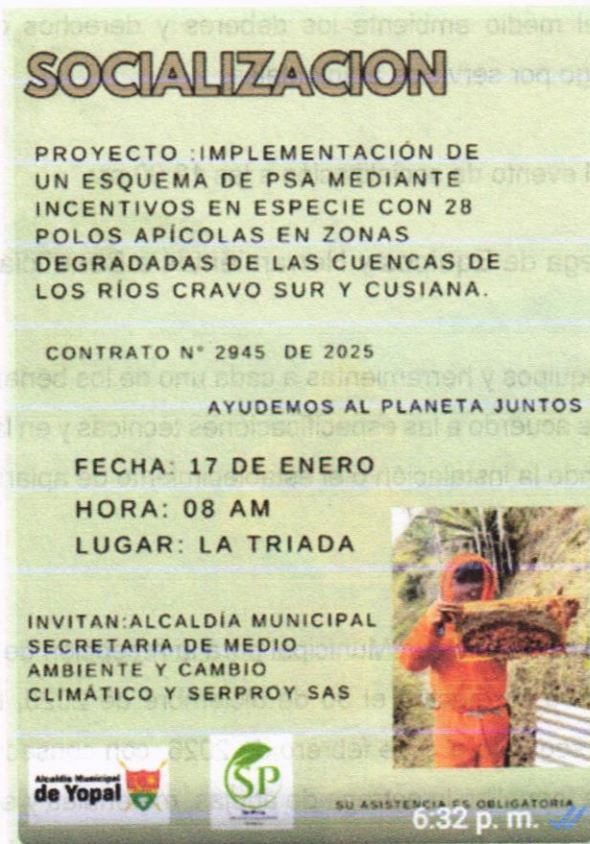 SOCIALIZACION
PROYECTO :IMPLEMENTACIÓN DE
UN ESQUEMA DE PSA MEDIANTE
INCENTIVOS EN ESPECIE CON 28
POLOS APÍCOLAS EN ZONAS
DEGRADADAS DE LAS CUENCAS DE
LOS RÍOS CRAVO SUR Y CUSIANA.
CONTRATO N° 2945 DE 2025
AYUDEMOS AL PLANETA JUNTOS
FECHA: 17 DE ENERO
HORA: 08 AM
LUGAR: LA TRIADA
INVITAN:ALCALDÍA MUNICIPAL
SECRETARIA DE MEDIO
AMBIENTE Y CAMBIO
CLIMÁTICO Y SERPROY SAS
Alcaldía Municipal
de Yopal
SP
SU ASISTENCIA ES OBLIGATORIA
6:32 p. m.